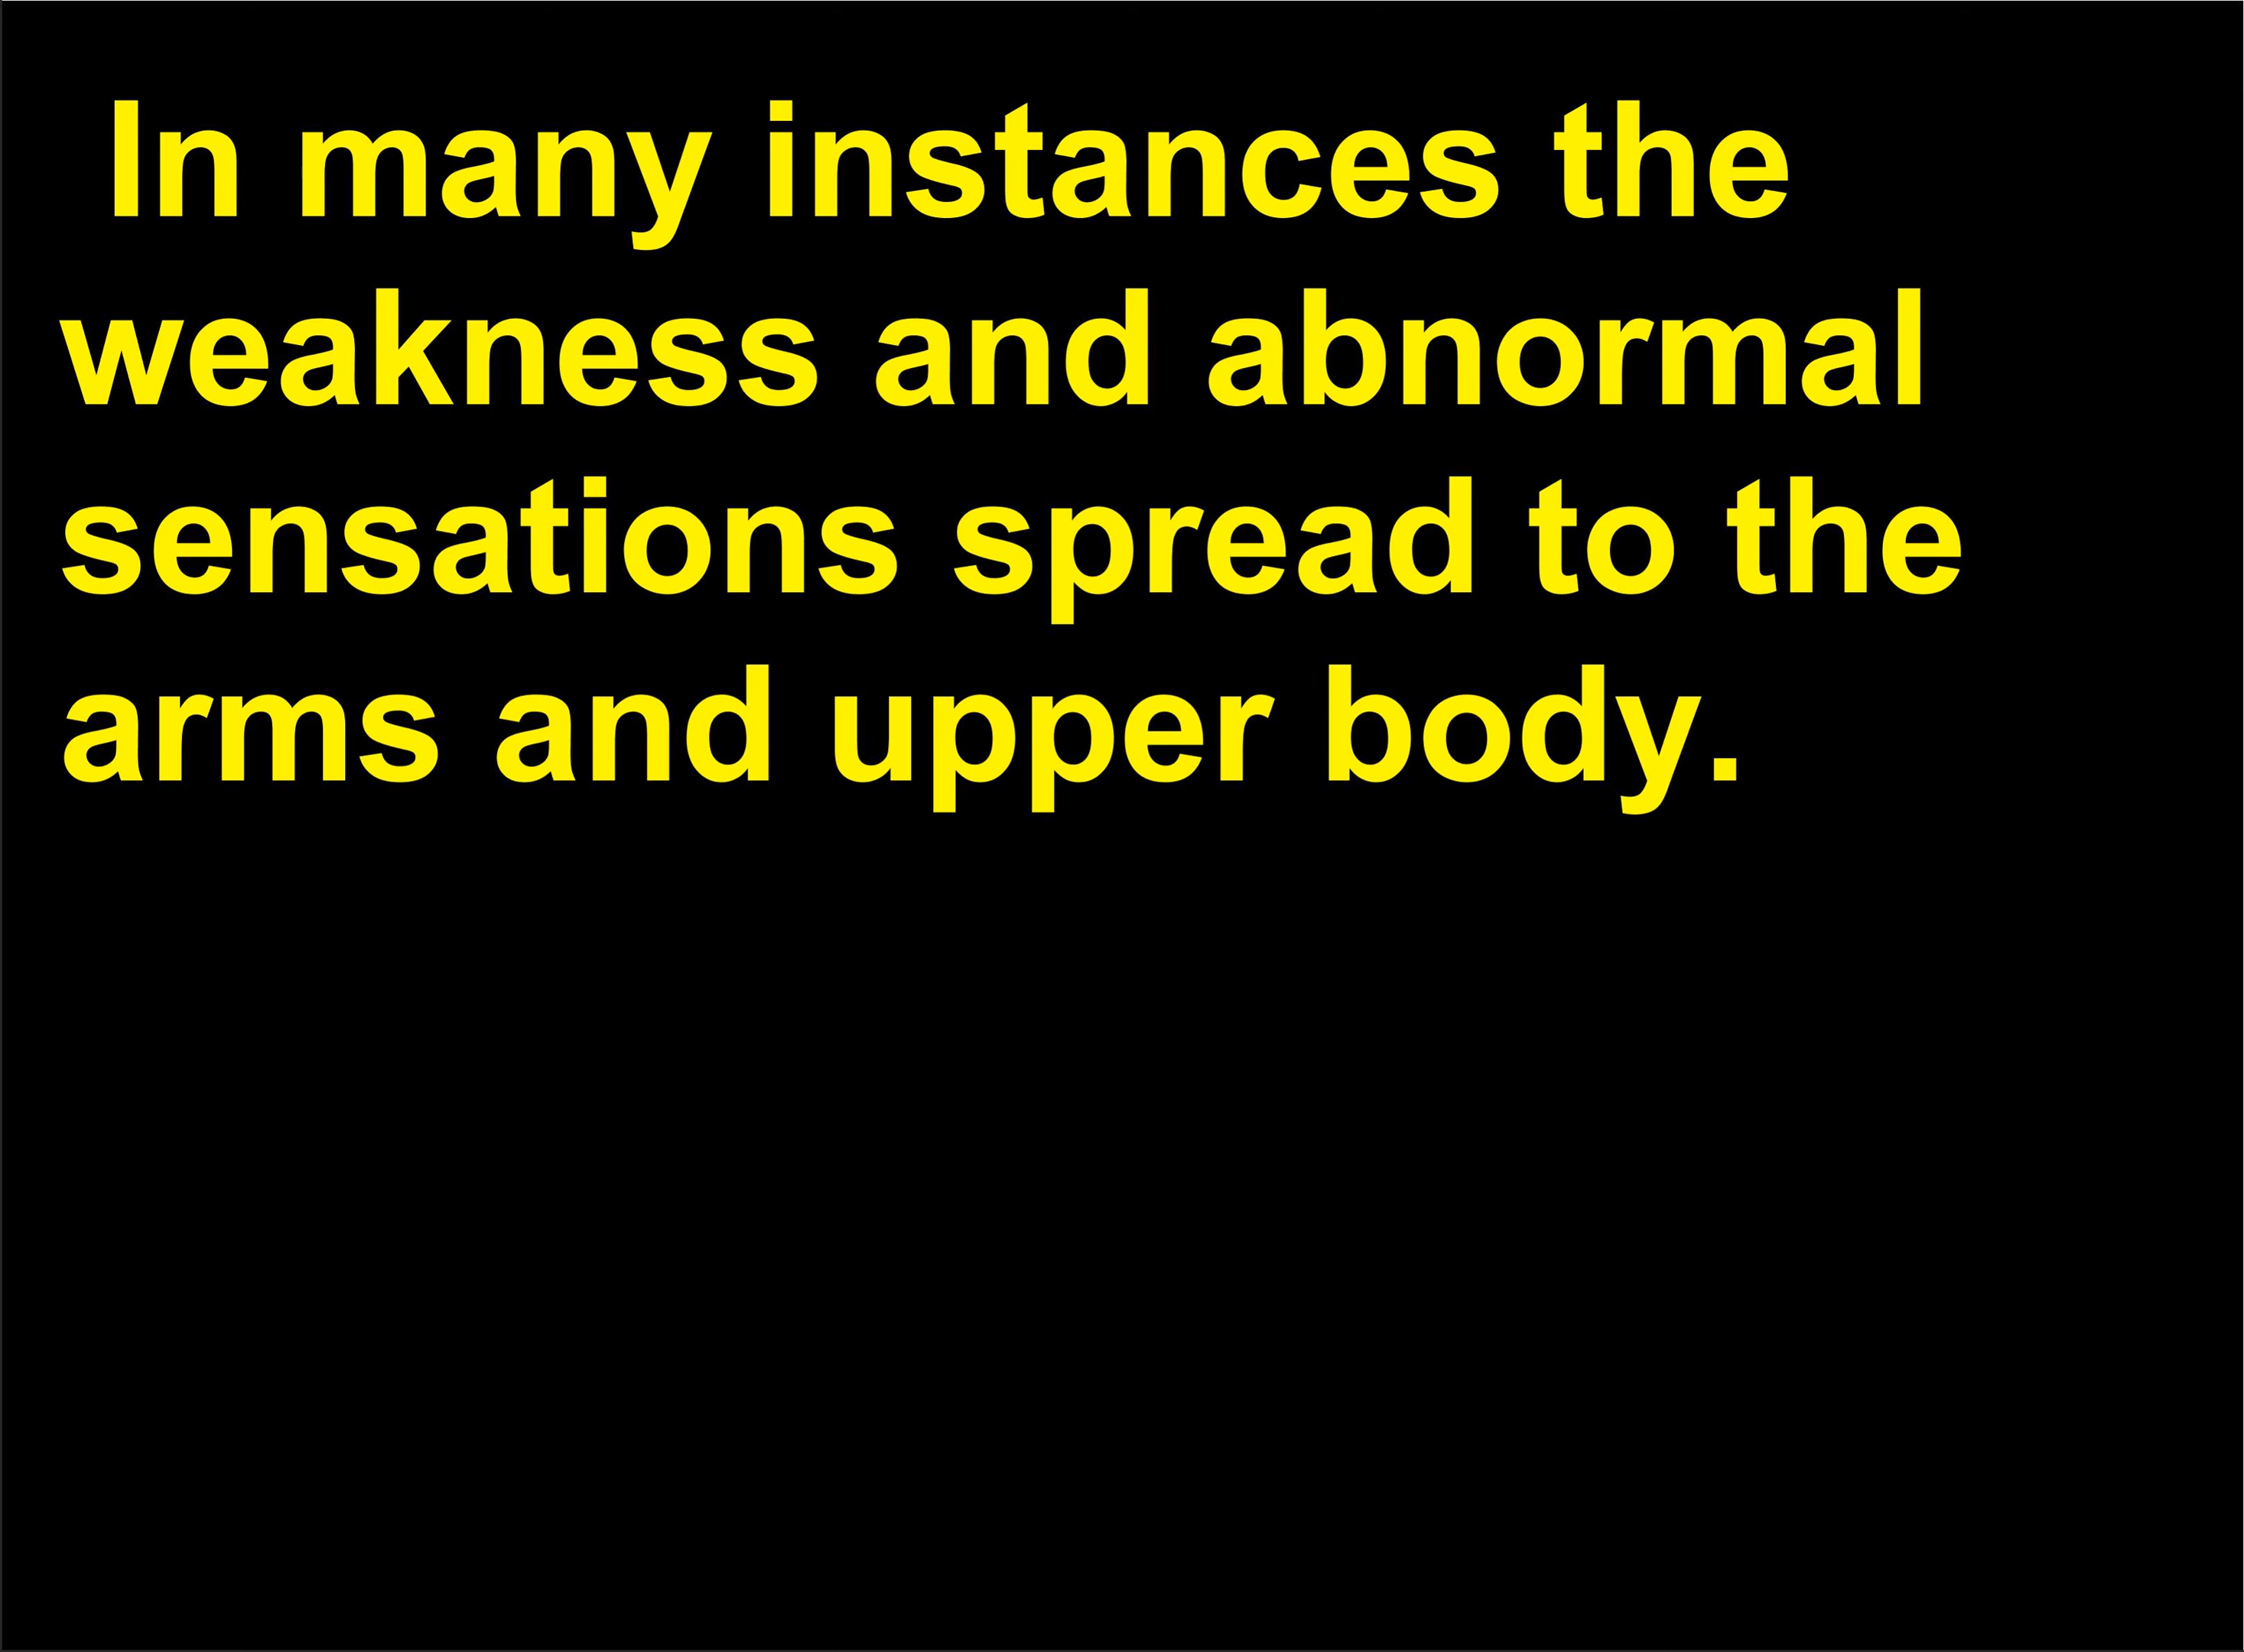 In many instances the
weakness and abnormal
sensations spread to the
arms and upper body.